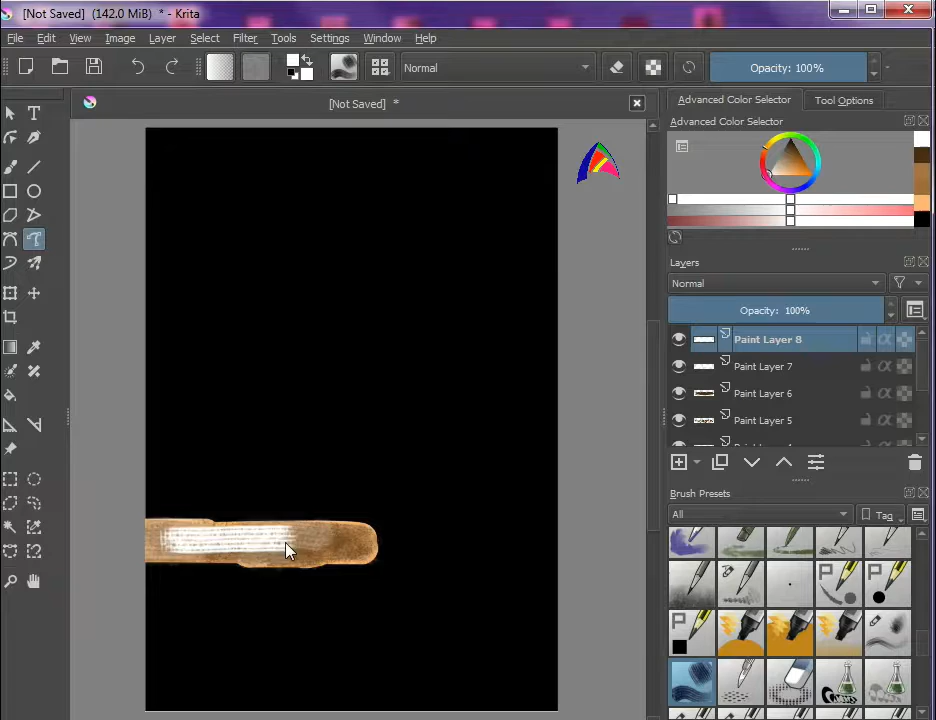 [Not Saved]  (142.0 MiB)  * - Krita
File Edit View Image Layer Select Filter Tools Settings Window Help
Normal
Opacity: 100%
[Not Saved]  *
Advanced Color Selector
Tool Options
Advanced Color Selector
Layers
Normal
Opacity:  100%
Paint Layer 8
Paint Layer 7
Paint Layer 6
Paint Layer 5
Brush Presets
All
Tag
P
P
P